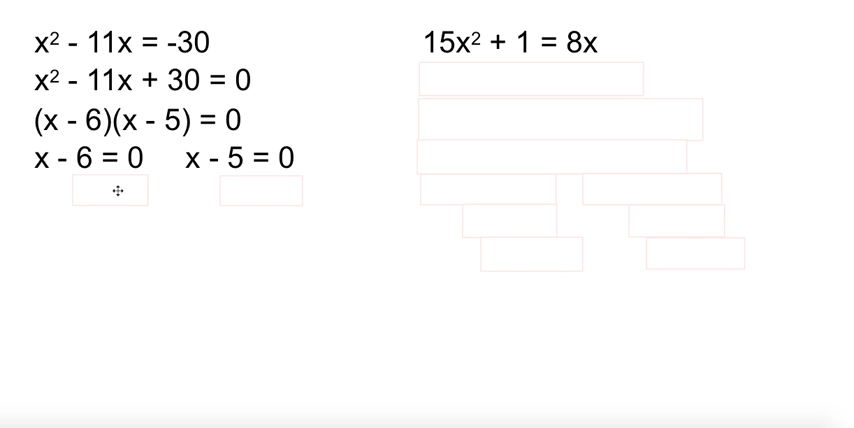 x² - 11x = -30
x² - 11x + 30 = 0
(x - 6)(x - 5) = 0
x - 6 = 0 x - 5 = 0
15x² + 1 = 8x